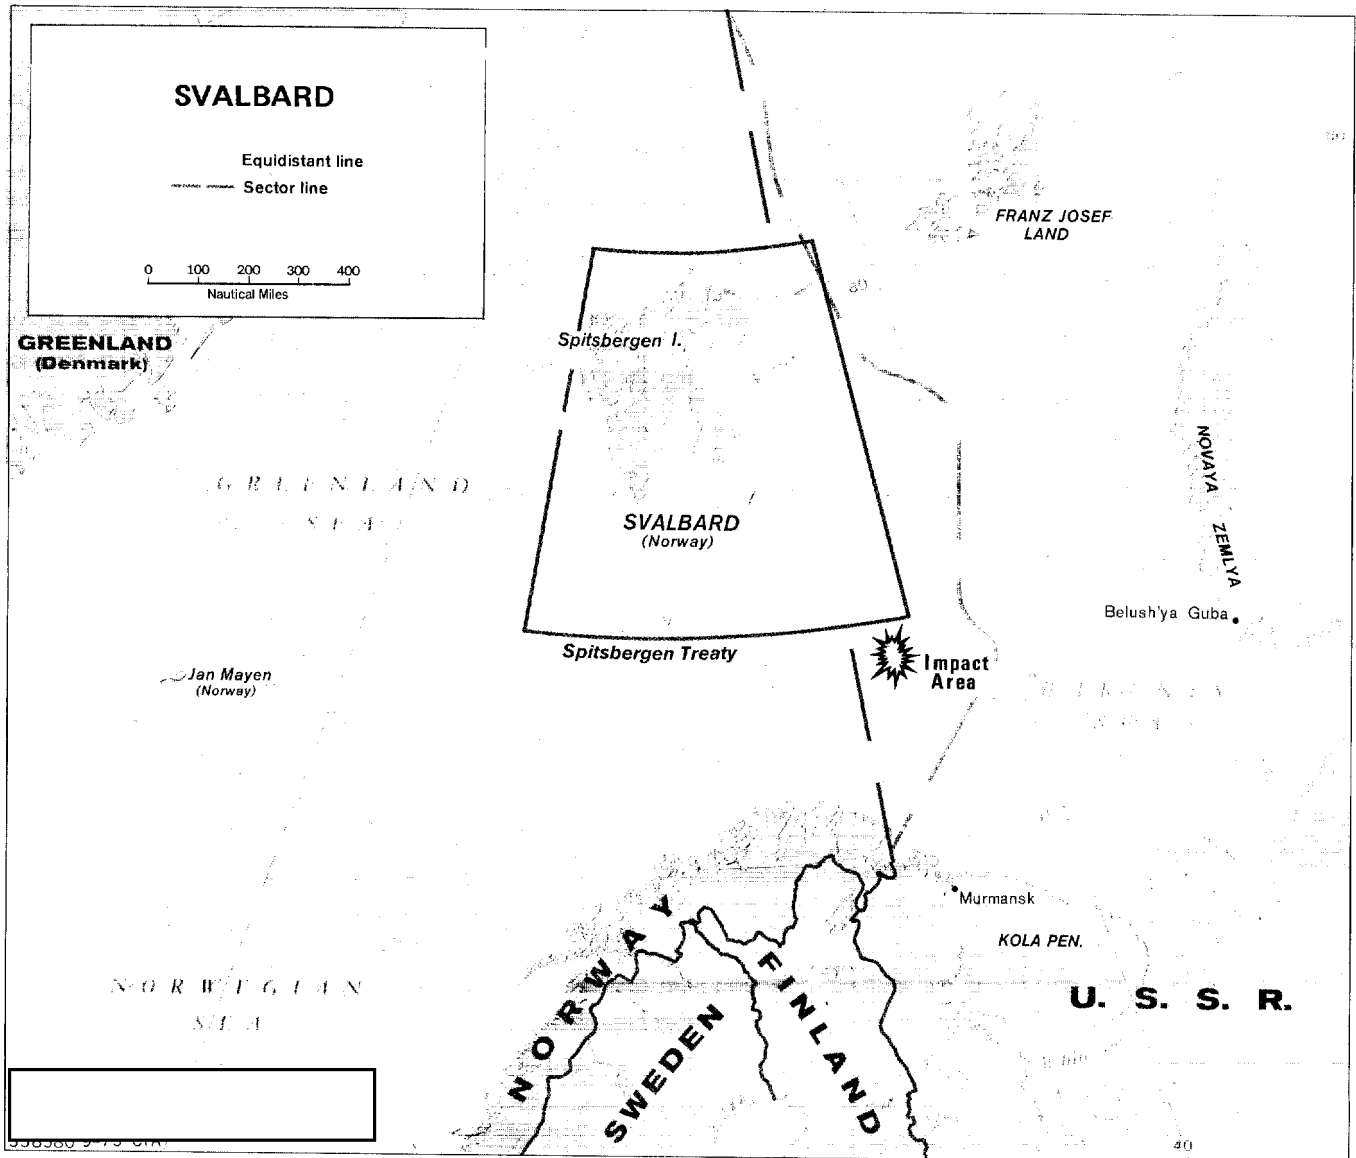 SVALBARD
Equidistant line
Sector line
0 100 200 300 400
Nautical Miles
FRANZ JOSEF
LAND
GREENLAND
(Denmark)
Spitsbergen I.
NOVAYA
ZEMLYA
GREENLAND
SEA
SVALBARD
(Norway)
Belush'ya Guba
Spitsbergen Treaty
Impact
Area
Jan Mayen
(Norway)
BARENTS
SEA
Murmansk
KOLA PEN.
NORWAY
SWEDEN
FINLAND
U. S. S. R.
NORWEGIAN
SEA
40